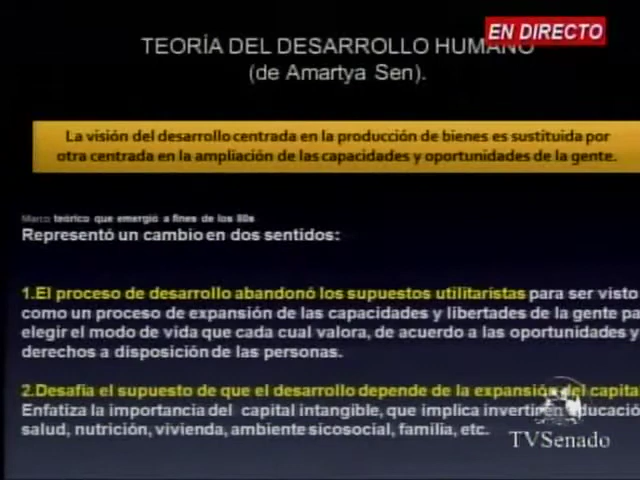 EN DIRECTO
TEORÍA DEL DESARROLLO HUMANO
(de Amartya Sen).
La visión del desarrollo centrada en la producción de bienes es sustituida por
otra centrada en la ampliación de las capacidades y oportunidades de la gente.
Marco teórico que emergió a fines de los 80s
Representó un cambio en dos sentidos:
1.El proceso de desarrollo abandonó los supuestos utilitaristas para ser visto
como un proceso de expansión de las capacidades y libertades de la gente pa
elegir el modo de vida que cada cual valora, de acuerdo a las oportunidades y
derechos a disposición de las personas.
2.Desafía el supuesto de que el desarrollo depende de la expansión del capital
Enfatiza la importancia del capital intangible, que implica invertir en educació
salud, nutrición, vivienda, ambiente sicosocial, familia, etc.
TVSenado